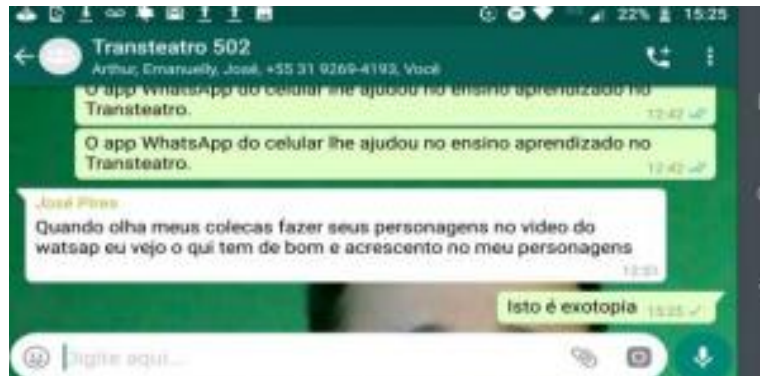 22% 15:25
Transteatro 502
Arthur, Emanuelly, José, +55 31 9269-4193, Você
O app WhatsApp do celular lhe ajudou no ensino aprendizado no
Transteatro.
12:42
O app WhatsApp do celular lhe ajudou no ensino aprendizado no
Transteatro.
12:42
José Pires
Quando olha meus colecas fazer seus personagens no video do
watsap eu vejo o qui tem de bom e acrescento no meu personagens
Isto é exotopia 15:25
Digite aqui...